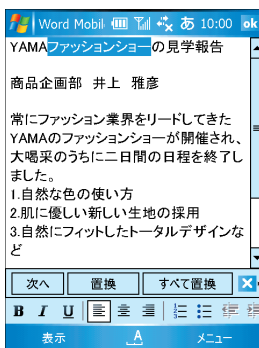 Word Mobil あ 10:00 ok
YAMAファッションショーの見学報告
商品企画部 井上 雅彦
常にファッション業界をリードしてきた
YAMAのファッションショーが開催され、
大喝采のうちに二日間の日程を終了し
ました。
1.自然な色の使い方
2.肌に優しい新しい生地の採用
3.自然にフィットしたトータルデザインな
ど
次へ 置換 すべて置換
B I U
表示 A メニュー